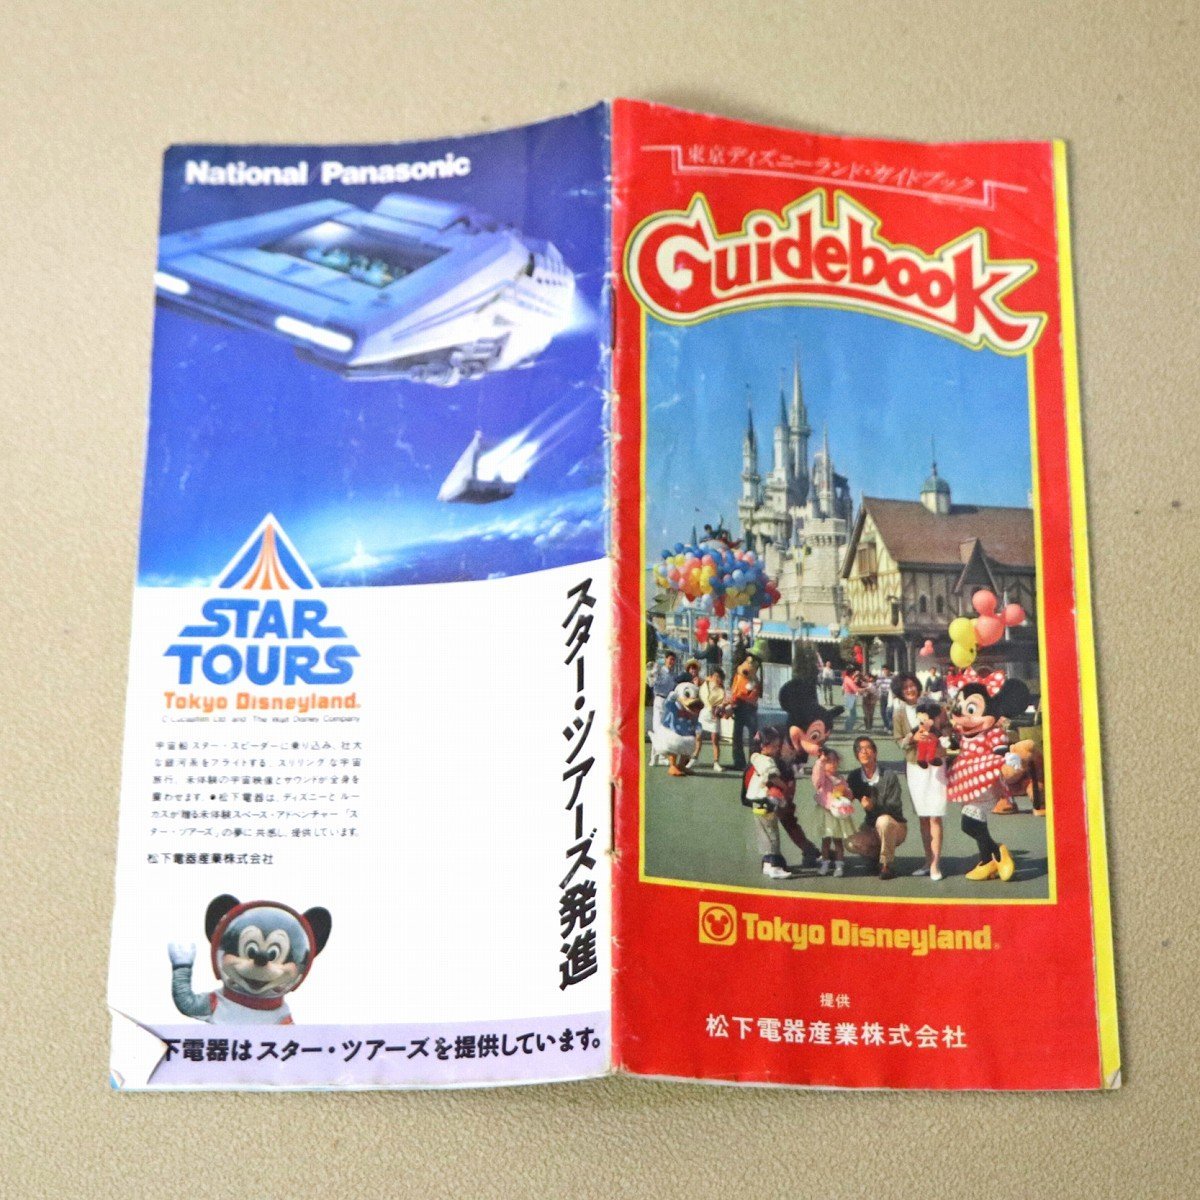 National / Panasonic
STAR
TOURS
Tokyo Disneyland®
© Lucasfilm Ltd. and The Walt Disney Company
宇宙船スター・スピーダーに乗り込み、壮大
な銀河系をフライトする、スリリングな宇宙
旅行。未体験の宇宙映像とサウンドが全身を
震わせます。●松下電器は、ディズニーとルー
カスが贈る未体験スペース・アドベンチャー「ス
ター・ツアーズ」の夢に共感し、提供しています。
松下電器産業株式会社
スター・ツアーズ発進
下電器はスター・ツアーズを提供しています。
東京ディズニーランド・ガイドブック
Guidebook
Tokyo Disneyland®
提供
松下電器産業株式会社